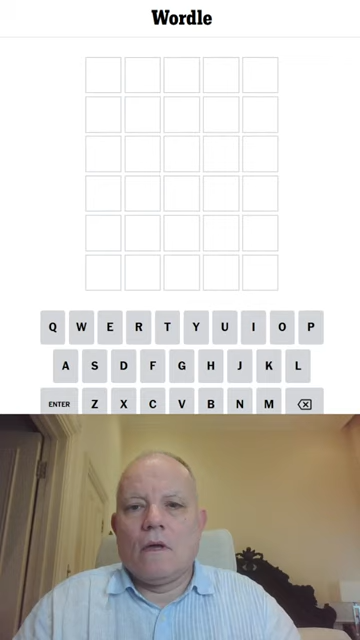 Wordle
Q W E R T Y U I O P
A S D F G H J K L
ENTER Z X C V B N M